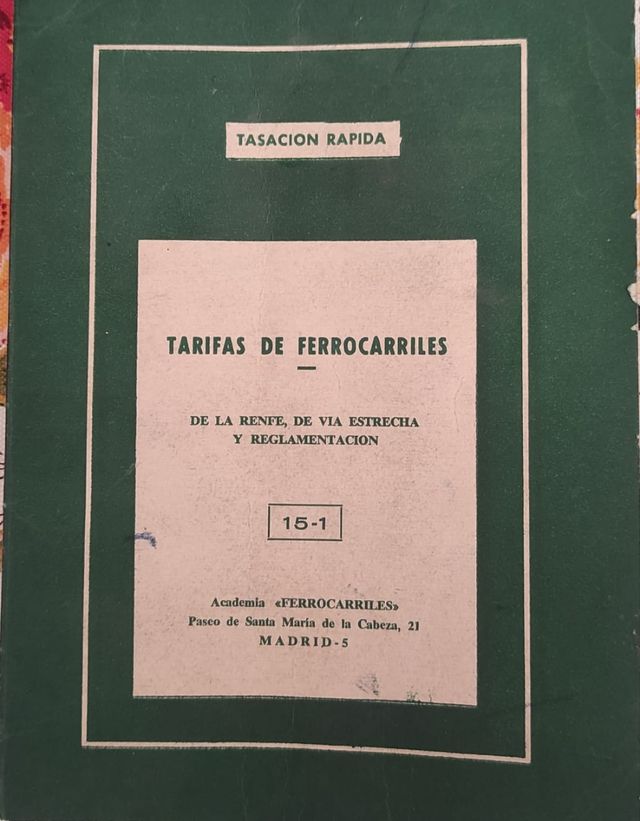 TASACION RAPIDA
TARIFAS DE FERROCARRILES
DE LA RENFE, DE VIA ESTRECHA
Y REGLAMENTACION
15-1
Academia «FERROCARRILES»
Paseo de Santa María de la Cabeza, 21
MADRID-5